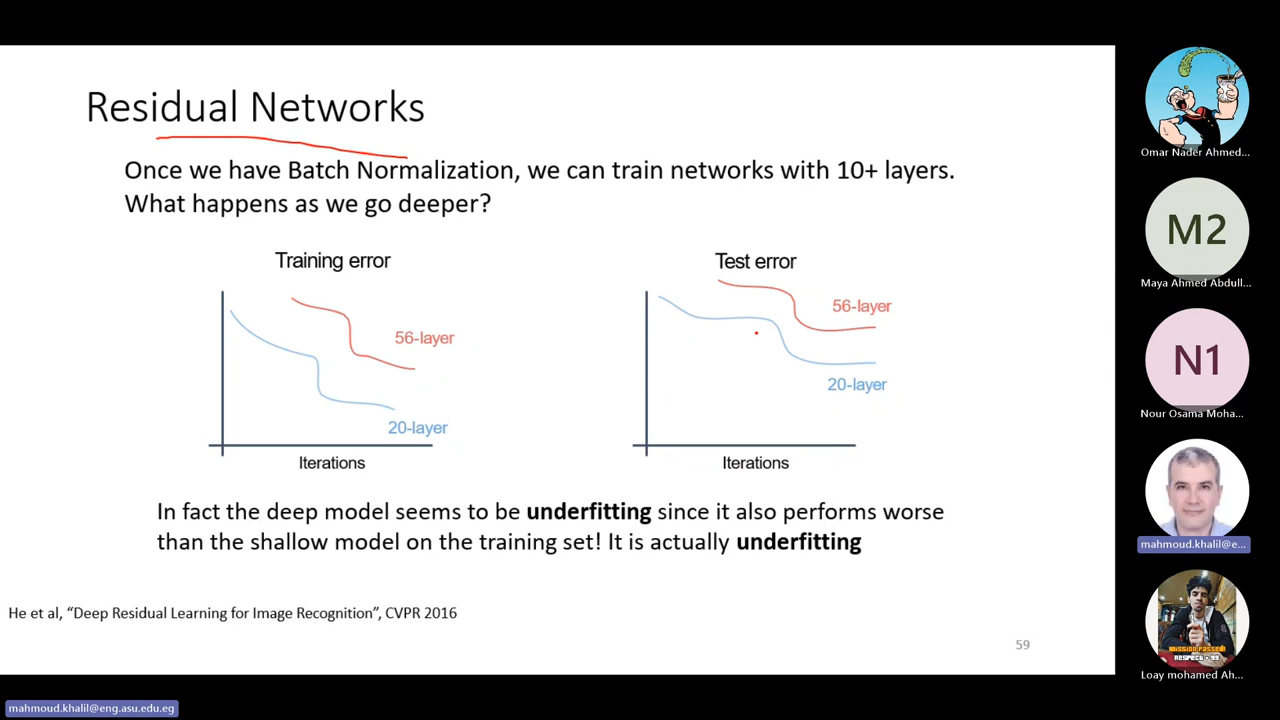 Residual Networks
Once we have Batch Normalization, we can train networks with 10+ layers.
What happens as we go deeper?
Training error
56-layer
20-layer
Iterations
Test error
56-layer
20-layer
Iterations
In fact the deep model seems to be underfitting since it also performs worse
than the shallow model on the training set! It is actually underfitting
He et al, “Deep Residual Learning for Image Recognition”, CVPR 2016
59
Omar Nader Ahmed...
M2
Maya Ahmed Abdull...
N1
Nour Osama Moha...
mahmoud.khalil@e...
MISSION PASSED!
RESPECT + 99
Loay mohamed Ah...
mahmoud.khalil@eng.asu.edu.eg